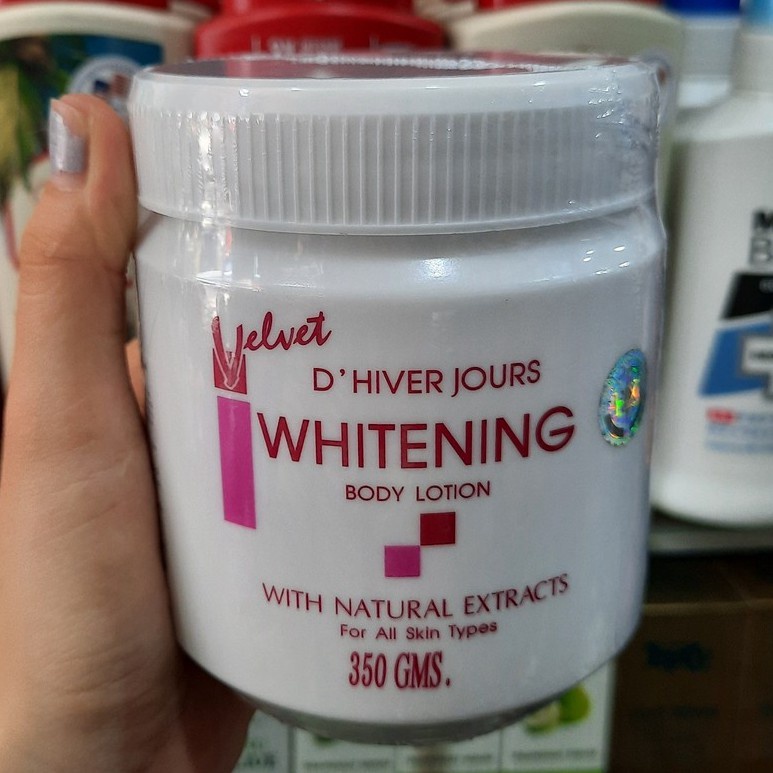 Velvet
D'HIVER JOURS
WHITENING
BODY LOTION
WITH NATURAL EXTRACTS
For All Skin Types
350 GMS.